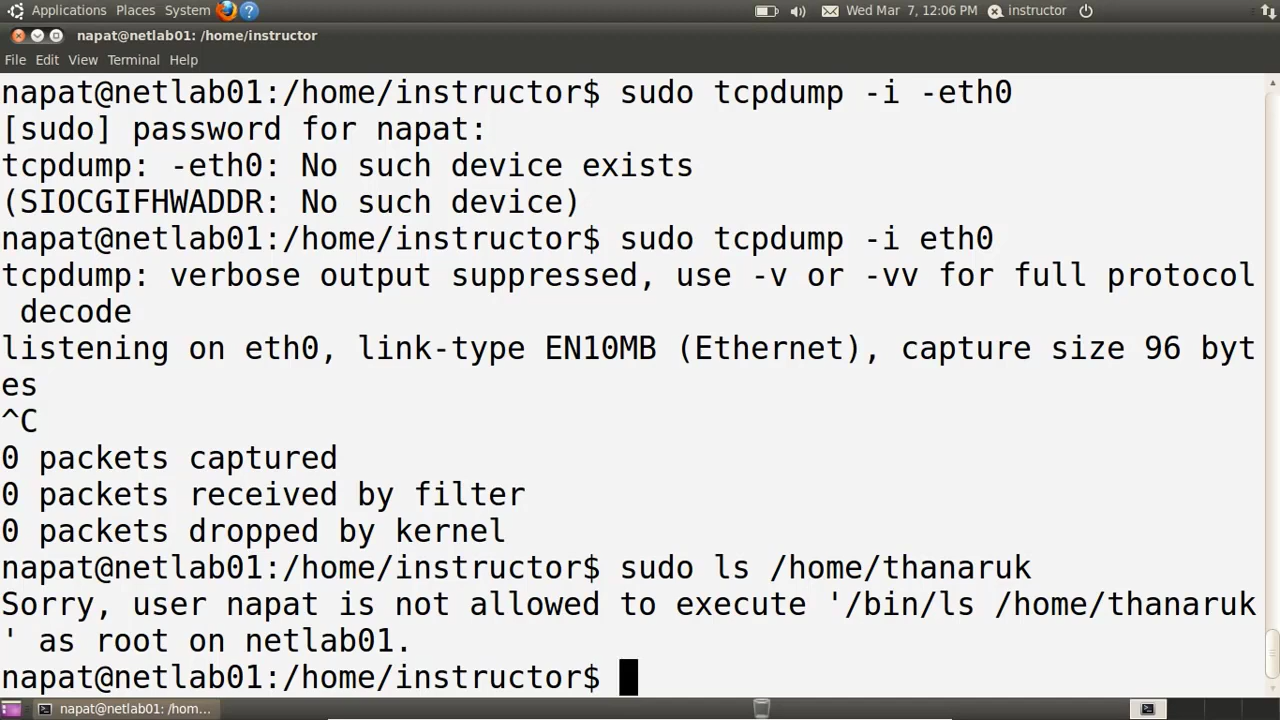 Applications Places System
Wed Mar 7, 12:06 PM instructor
napat@netlab01: /home/instructor
File Edit View Terminal Help
napat@netlab01:/home/instructor$ sudo tcpdump -i -eth0
[sudo] password for napat:
tcpdump: -eth0: No such device exists
(SIOCGIFHWADDR: No such device)
napat@netlab01:/home/instructor$ sudo tcpdump -i eth0
tcpdump: verbose output suppressed, use -v or -vv for full protocol
 decode
listening on eth0, link-type EN10MB (Ethernet), capture size 96 byt
es
^C
0 packets captured
0 packets received by filter
0 packets dropped by kernel
napat@netlab01:/home/instructor$ sudo ls /home/thanaruk
Sorry, user napat is not allowed to execute '/bin/ls /home/thanaruk
' as root on netlab01.
napat@netlab01:/home/instructor$
napat@netlab01: /hom...